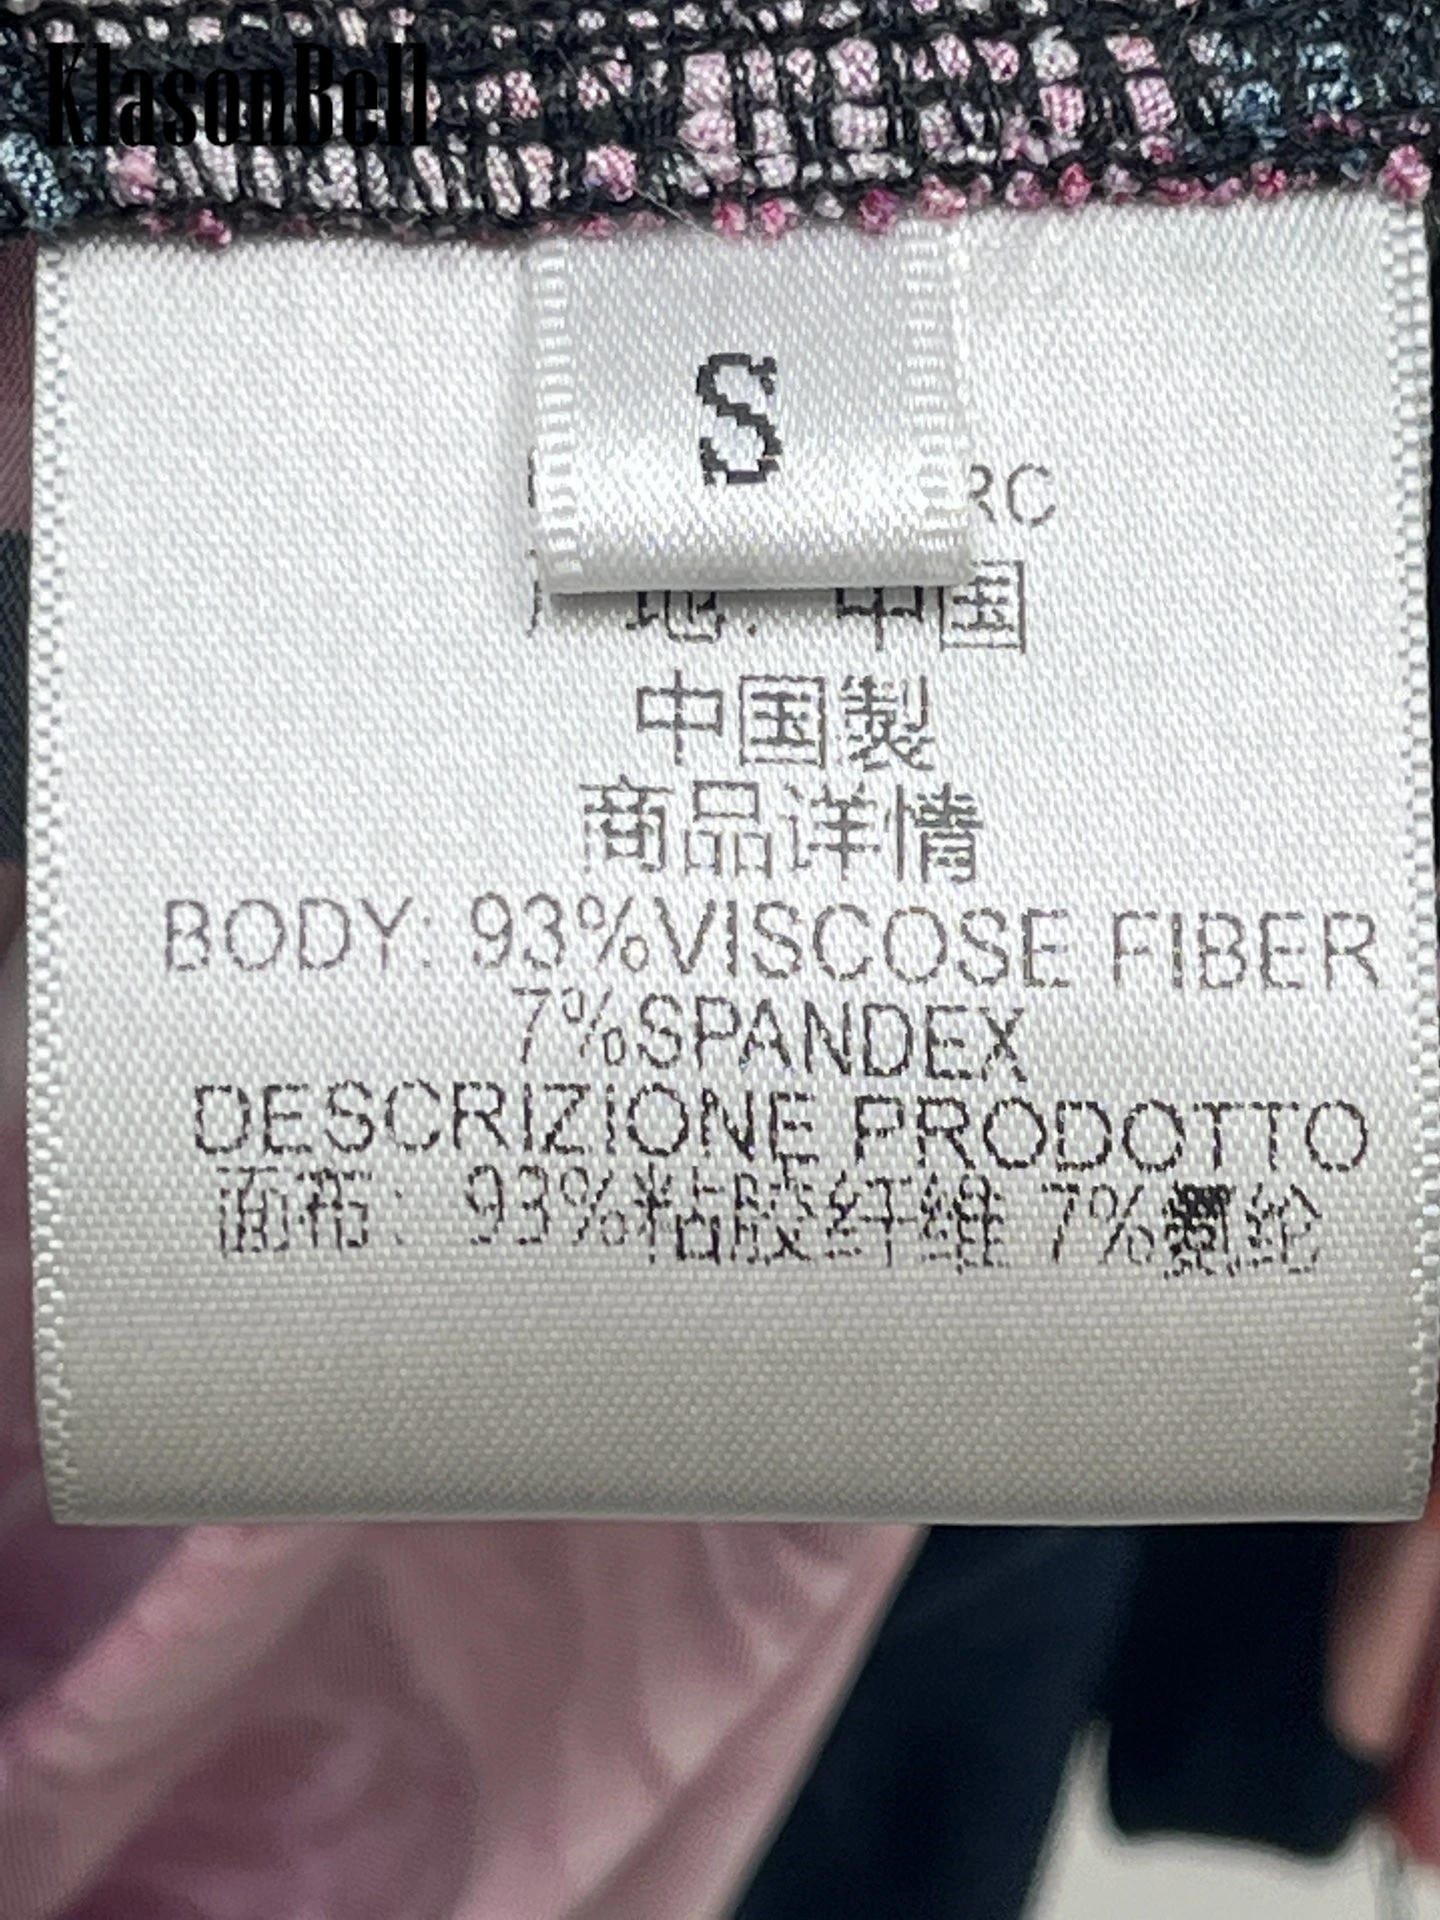 KlasonBell
S
RC
地: 中国
中国製
商品详情
BODY: 93%VISCOSE FIBER
7%SPANDEX
DESCRIZIONE PRODOTTO
面布: 93%粘胶纤维 7%氨纶